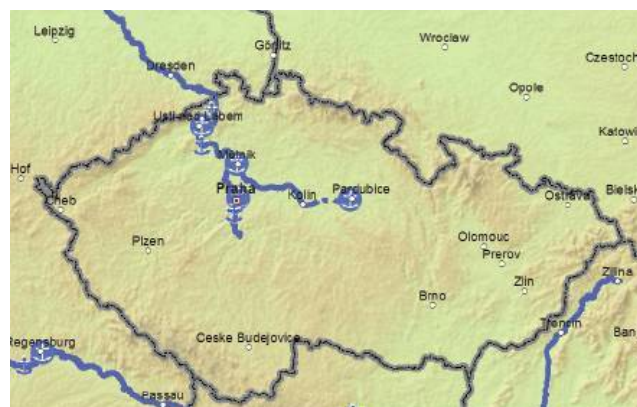 Leipzig
Görlitz
Wroclaw
Dresden
Czestoch
Opole
Usti nad Labem
Katowi
Melnik
Hof
Praha
Kolin
Pardubice
Ostrava
Bielsk
Cheb
Plzen
Olomouc
Prerov
Zilina
Zlin
Brno
Trencin
Ban
Regensburg
Ceske Budejovice
Passau